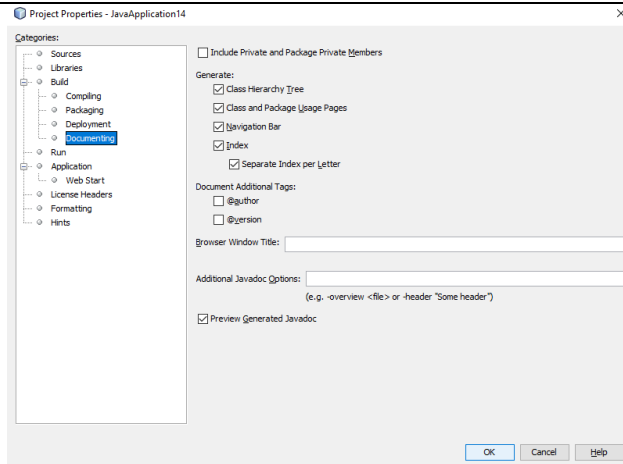 Project Properties - JavaApplication14
Categories:
Sources
Libraries
Build
Compiling
Packaging
Deployment
Documenting
Run
Application
Web Start
License Headers
Formatting
Hints
Include Private and Package Private Members
Generate:
Class Hierarchy Tree
Class and Package Usage Pages
Navigation Bar
Index
Separate Index per Letter
Document Additional Tags:
@author
@version
Browser Window Title:
Additional Javadoc Options:
(e.g. -overview <file> or -header "Some header")
Preview Generated Javadoc
OK Cancel Help